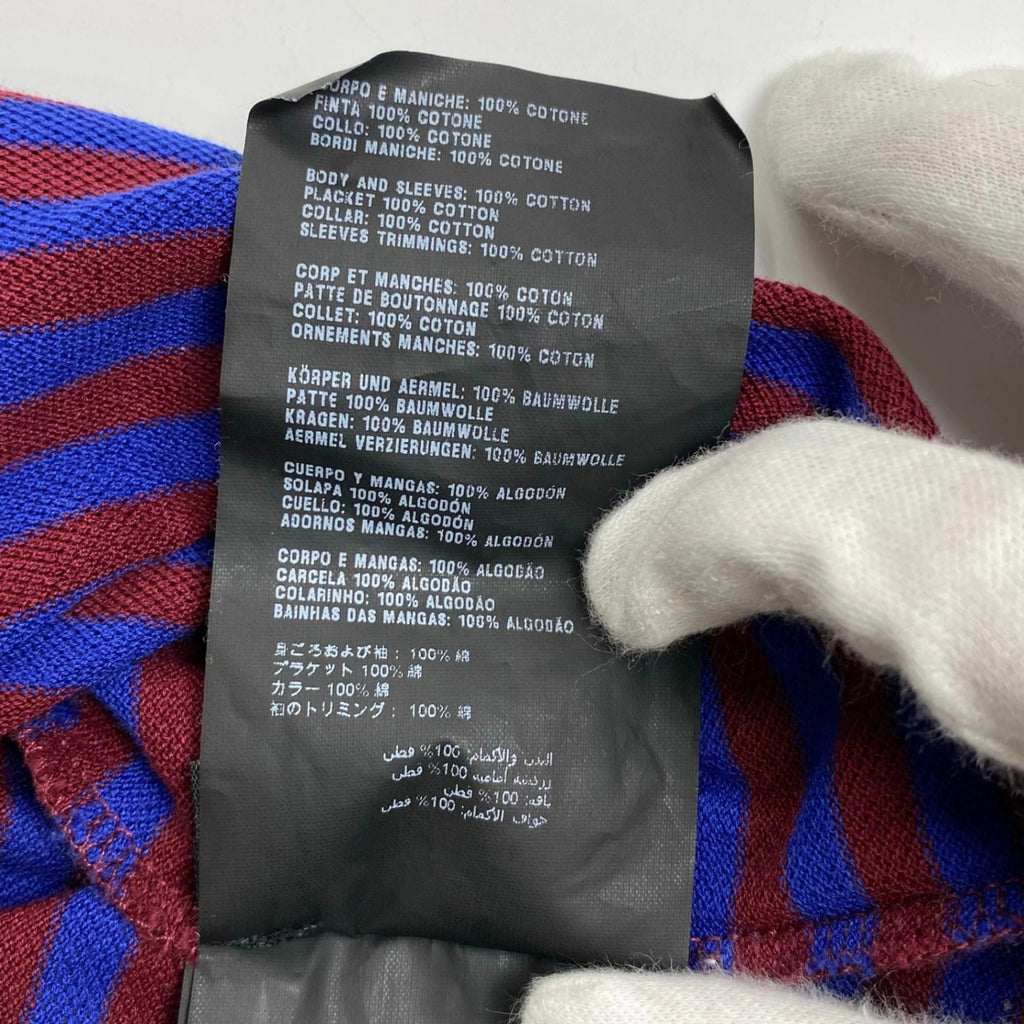 CORPO E MANICHE: 100% COTONE
FINTA 100% COTONE
COLLO: 100% COTONE
BORDI MANICHE: 100% COTONE
BODY AND SLEEVES: 100% COTTON
PLACKET 100% COTTON
COLLAR: 100% COTTON
SLEEVES TRIMMINGS: 100% COTTON
CORP ET MANCHES: 100% COTON
PATTE DE BOUTONNAGE 100% COTON
COLLET: 100% COTON
ORNEMENTS MANCHES: 100% COTON
KÖRPER UND AERMEL: 100% BAUMWOLLE
PATTE 100% BAUMWOLLE
KRAGEN: 100% BAUMWOLLE
AERMEL VERZIERUNGEN: 100% BAUMWOLLE
CUERPO Y MANGAS: 100% ALGODÓN
SOLAPA 100% ALGODÓN
CUELLO: 100% ALGODÓN
ADORNOS MANGAS: 100% ALGODÓN
CORPO E MANGAS: 100% ALGODÃO
CARCELA 100% ALGODÃO
COLARINHO: 100% ALGODÃO
BAINHAS DAS MANGAS: 100% ALGODÃO
身ごろおよび袖： 100% 綿
プラケット 100% 綿
カラー 100% 綿
袖のトリミング： 100% 綿
البدن والأكمام: 100% قطن
أمامية 100% قطن
ياقة: 100% قطن
حواف الأكمام: 100% قطن